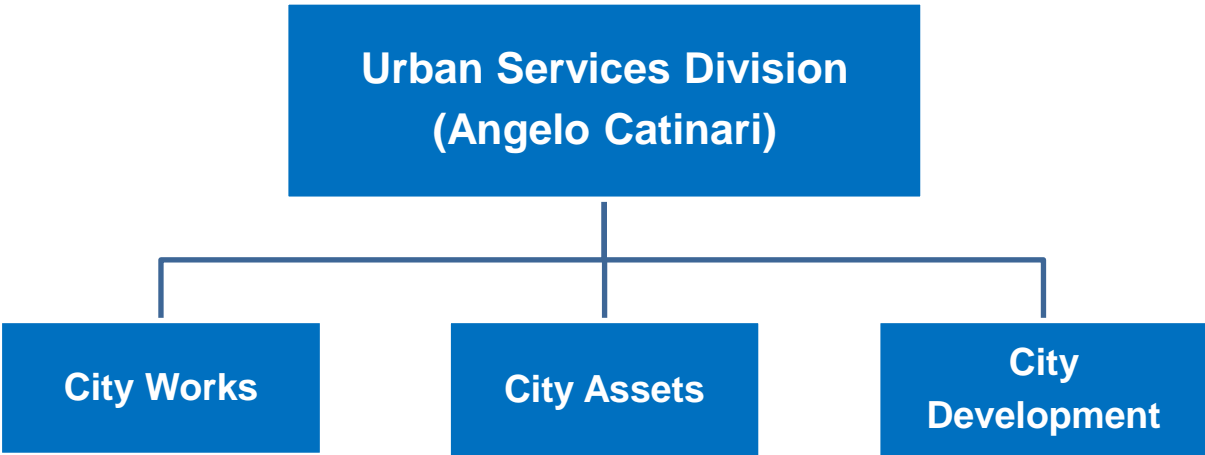 Urban Services Division
(Angelo Catinari)
City Works
City Assets
City
Development